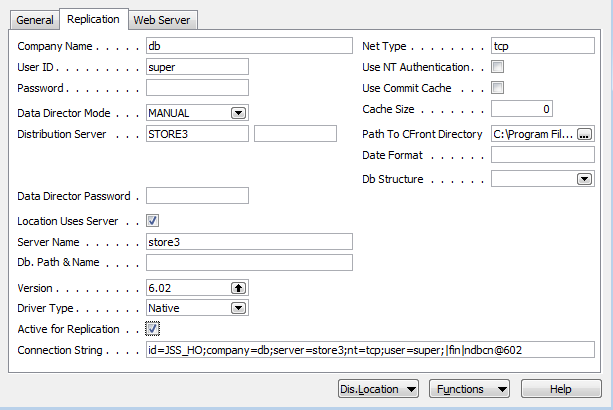 General Replication Web Server
Company Name . . . . . . db
User ID . . . . . . . . . super
Password . . . . . . . . .
Data Director Mode . . . MANUAL
Distribution Server . . . STORE3
Data Director Password .
Location Uses Server . .
Server Name . . . . . . store3
Db. Path & Name . . . .
Version . . . . . . . . . 6.02
Driver Type . . . . . . . Native
Active for Replication . .
Connection String . . . . id=JSS_HO;company=db;server=store3;nt=tcp;user=super;|fin|ndbcn@602
Net Type . . . . . . . . tcp
Use NT Authentication . .
Use Commit Cache . . .
Cache Size . . . . . . . 0
Path To CFront Directory C:\Program Fil... ...
Date Format . . . . . .
Db Structure . . . . . .
Dis.Location Functions Help